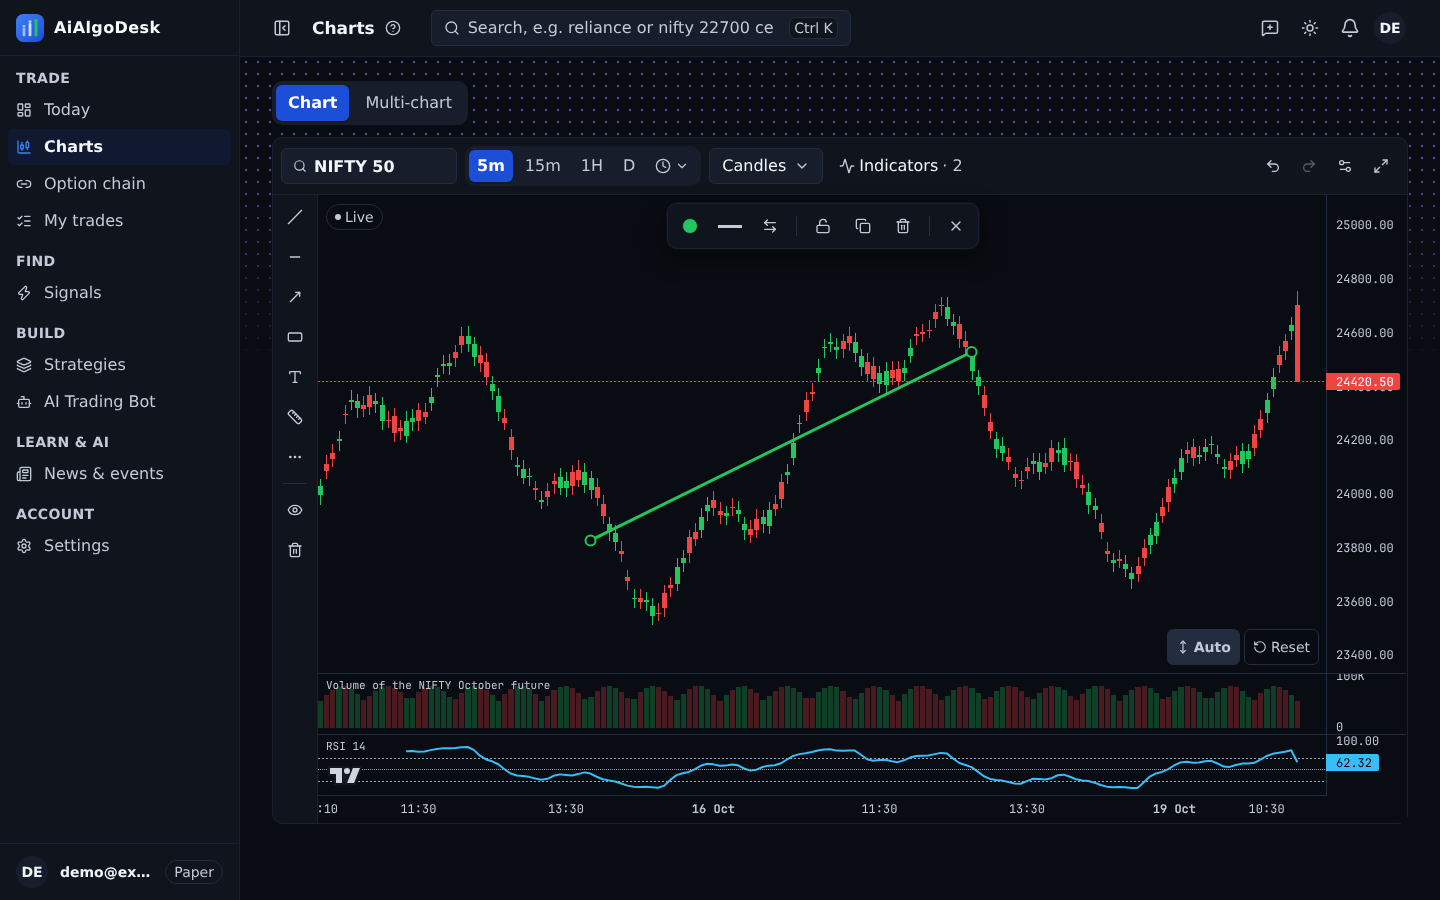 AiAlgoDesk
Charts
Search, e.g. reliance or nifty 22700 ce
Ctrl K
DE
TRADE
Today
Charts
Option chain
My trades
FIND
Signals
BUILD
Strategies
AI Trading Bot
LEARN & AI
News & events
ACCOUNT
Settings
DE
demo@ex...
Paper
Chart
Multi-chart
NIFTY 50
5m
15m
1H
D
Candles
Indicators · 2
Live
25000.00
24800.00
24600.00
24420.50
24200.00
24000.00
23800.00
23600.00
23400.00
Auto
Reset
Volume of the NIFTY October future
100K
0
RSI 14
100.00
62.32
:10
11:30
13:30
16 Oct
11:30
13:30
19 Oct
10:30